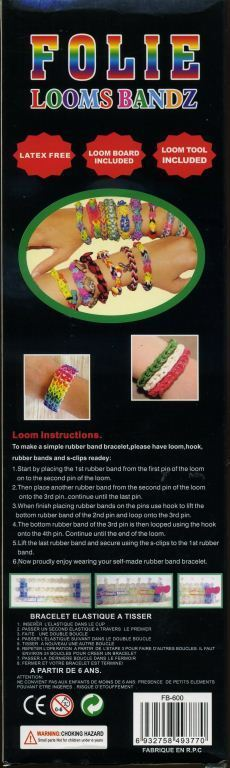 FOLIE
LOOMS BANDZ
LATEX FREE
LOOM BOARD
INCLUDED
LOOM TOOL
INCLUDED
Loom Instructions.
To make a simple rubber band bracelet,please have loom,hook,
rubber bands and s-clips readey:
1.Start by placing the 1st rubber band from the first pin of the loom
on to the second pin of the loom.
2.Then place another rubber band from the second pin of the loom
onto the 3rd pin..continue until the last pin.
3.When finish placing rubber bands on the pins use hook to lift the
bottom rubber band of the 2nd pin and loop onto the 3rd pin.
4.The bottom rubber band of the 3rd pin is then looped using the hook
onto the 4th pin. Continue until the end of the loom.
5.Lift the last rubber band and secure using the s-clips to the 1st rubber
band.
6.Now proudly enjoy wearing your self-made rubber band bracelet.
BRACELET ELASTIQUE A TISSER
1. INSERER L'ELASTIQUE DANS LE CUP
2. PASSER UN SECOND ELASTIQUE A TRAVERS LE PREMIER
3. FAITE UNE DOUBLE BOUCLE
4. PASSER L'ELASTIQUE SUIVANT DANS LE DOUBLE BOUCLE
5. TISSER A NOUVEAU UNE AUTRE BOUCLE
6. REPETER L'OPERATION A PARTIR DE L'ETAPE 3 POUR FAIRE D'AUTRES BOUCLES. IL FAUT
ENVIRON 25 BOUCLES POUR CREER UN BRACELET
7. PASSER LA DERNIERE BOUCLE DANS LE FERMOIR
8. FERMER ET VOTRE BRACELET EST TERMINE!
A PARTIR DE 6 ANS.
ATTENTION:
NE CONVIENT PAS AUX ENFANTS DE MOINS DE 6 ANS PRESENCE DE PETITS ELEMENTS
POUVANT ETRE INGERES : RISQUE D'ETOUFFEMENT
FB-600
CE
WARNING:CHOKING HAZARD
Small parts Not for children under 6 years
6 932758 493770
FABRIQUE EN R.P.C